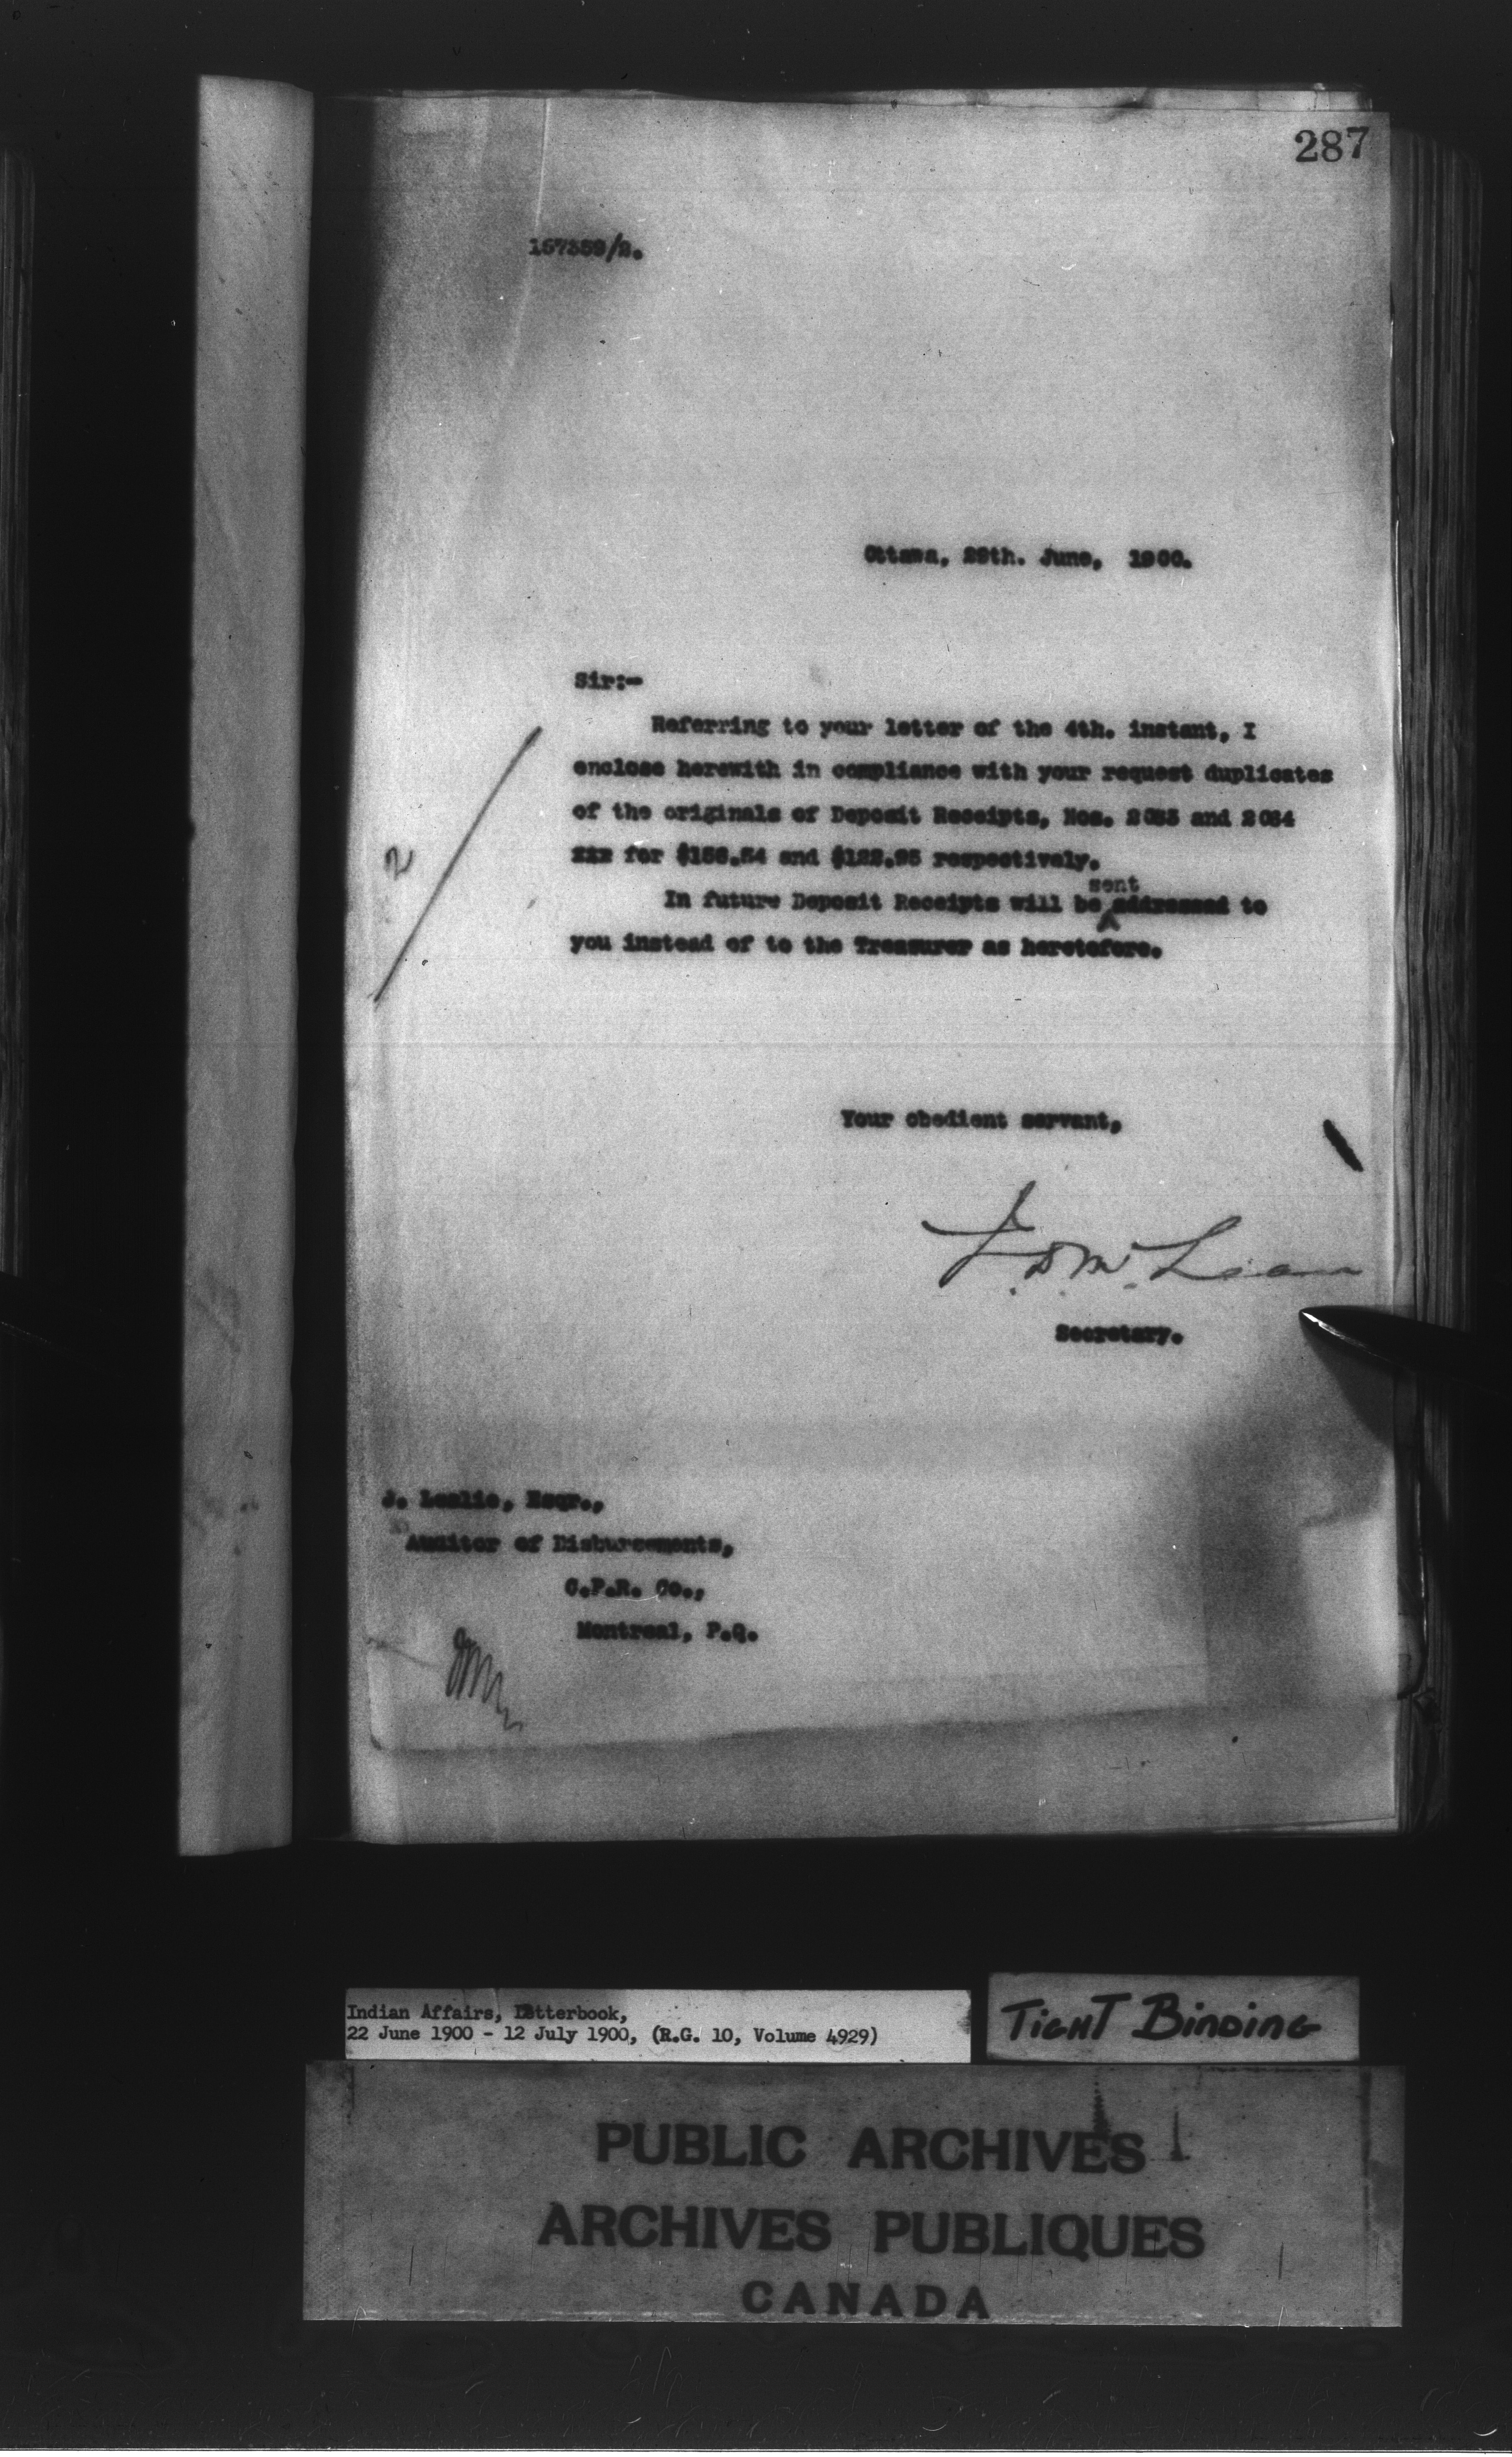 287
157359/2.
Ottawa, 29th. June, 1900.
Sir:-
Referring to your letter of the 4th. instant, I
enclose herewith in compliance with your request duplicates
of the originals of Deposit Receipts, Nos. 2033 and 2034
for $156.54 and $122.95 respectively.
sent
In future Deposit Receipts will be addressed to
you instead of to the Treasurer as heretofore.
2
Your obedient servant,
J. D. McLean
Secretary.
J. Leslie, Esqr.,
Auditor of Disbursements,
C.P.R. Co.,
Montreal, P.Q.
Indian Affairs, Letterbook,
22 June 1900 - 12 July 1900, (R.G. 10, Volume 4929)
TIGHT BINDING
PUBLIC ARCHIVES
ARCHIVES PUBLIQUES
CANADA